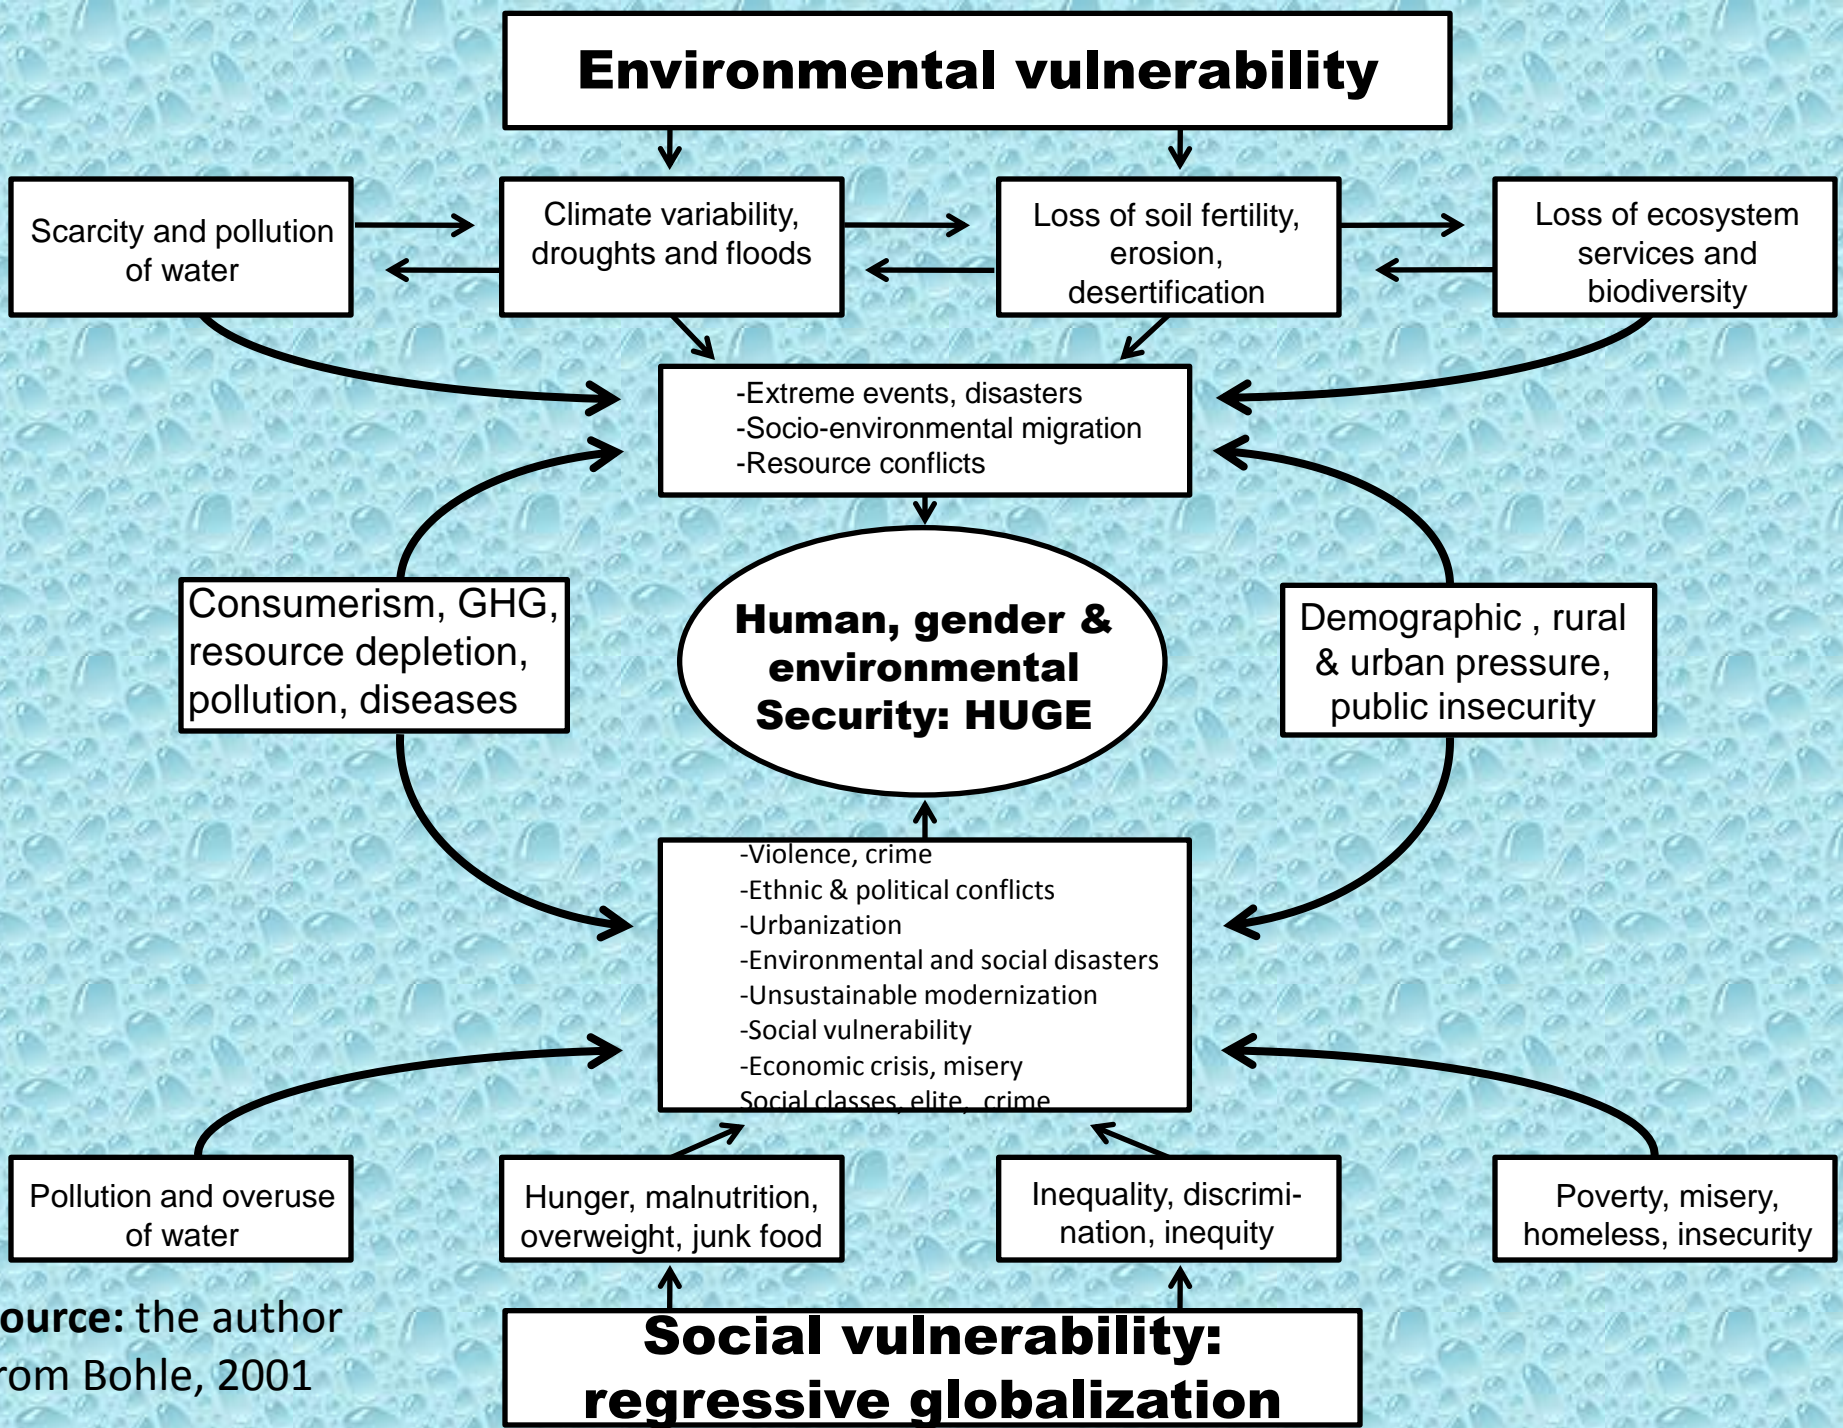 Environmental vulnerability
Scarcity and pollution
of water
Climate variability,
droughts and floods
Loss of soil fertility,
erosion,
desertification
Loss of ecosystem
services and
biodiversity
-Extreme events, disasters
-Socio-environmental migration
-Resource conflicts
Consumerism, GHG,
resource depletion,
pollution, diseases
Human, gender &
environmental
Security: HUGE
Demographic , rural
& urban pressure,
public insecurity
-Violence, crime
-Ethnic & political conflicts
-Urbanization
-Environmental and social disasters
-Unsustainable modernization
-Social vulnerability
-Economic crisis, misery
Social classes, elite, crime
Pollution and overuse
of water
Hunger, malnutrition,
overweight, junk food
Inequality, discrimi-
nation, inequity
Poverty, misery,
homeless, insecurity
ource: the author
rom Bohle, 2001
Social vulnerability:
regressive globalization